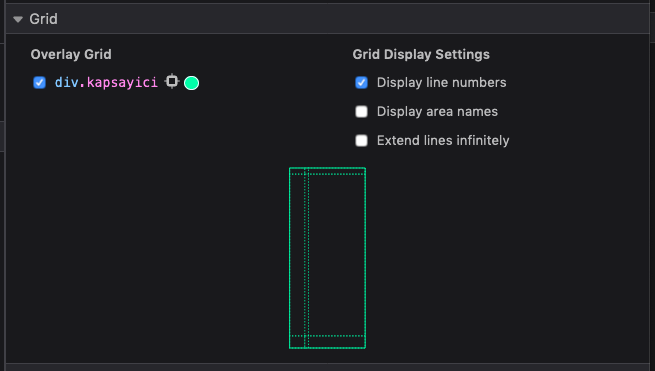 Grid
Overlay Grid
div.kapsayici
Grid Display Settings
Display line numbers
Display area names
Extend lines infinitely